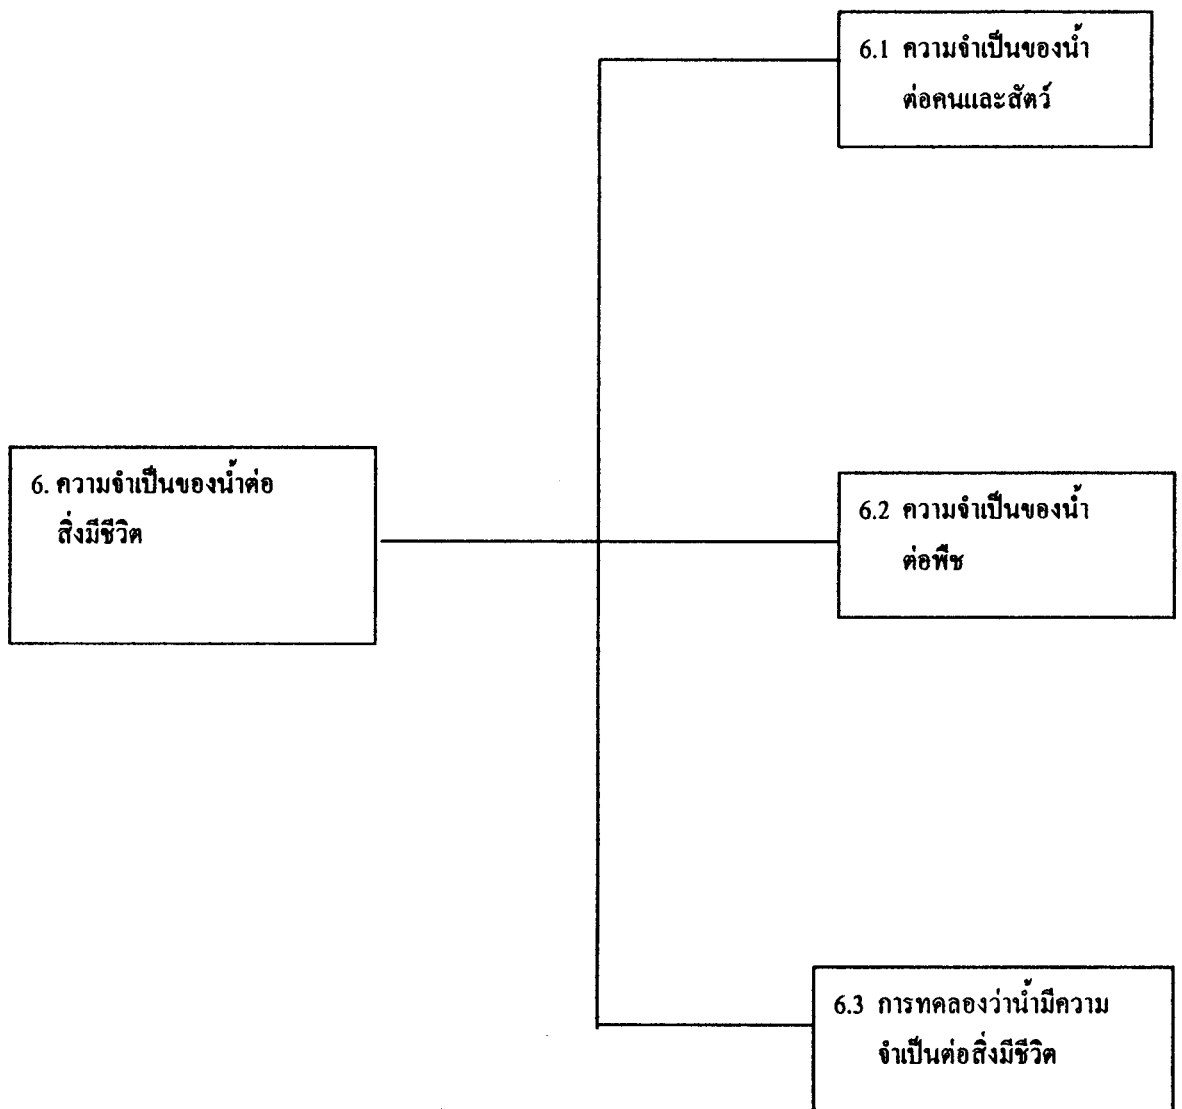 6.1 ความจำเป็นของน้ำ
ต่อคนและสัตว์
6. ความจำเป็นของน้ำต่อ
สิ่งมีชีวิต
6.2 ความจำเป็นของน้ำ
ต่อพืช
6.3 การทดลองว่าน้ำมีความ
จำเป็นต่อสิ่งมีชีวิต